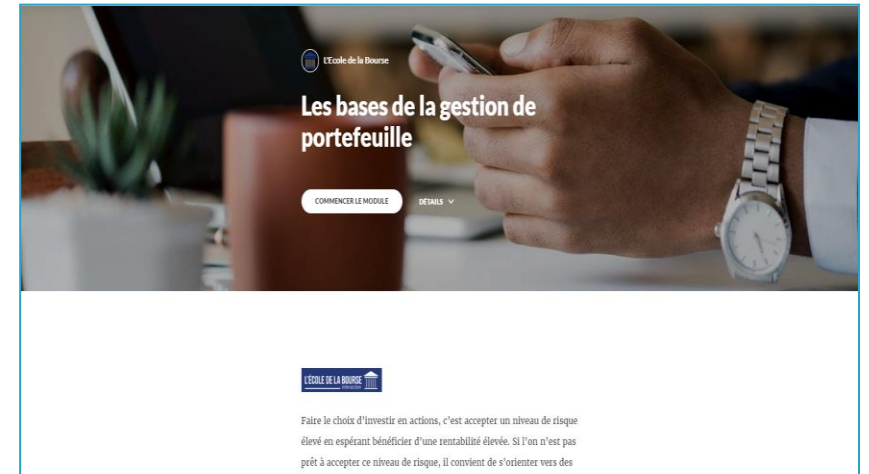 L'Ecole de la Bourse
Les bases de la gestion de
portefeuille
COMMENCER LE MODULE
DÉTAILS
L'ÉCOLE DE LA BOURSE
Faire le choix d'investir en actions, c'est accepter un niveau de risque
élevé en espérant bénéficier d'une rentabilité élevée. Si l'on n'est pas
prêt à accepter ce niveau de risque, il convient de s'orienter vers des